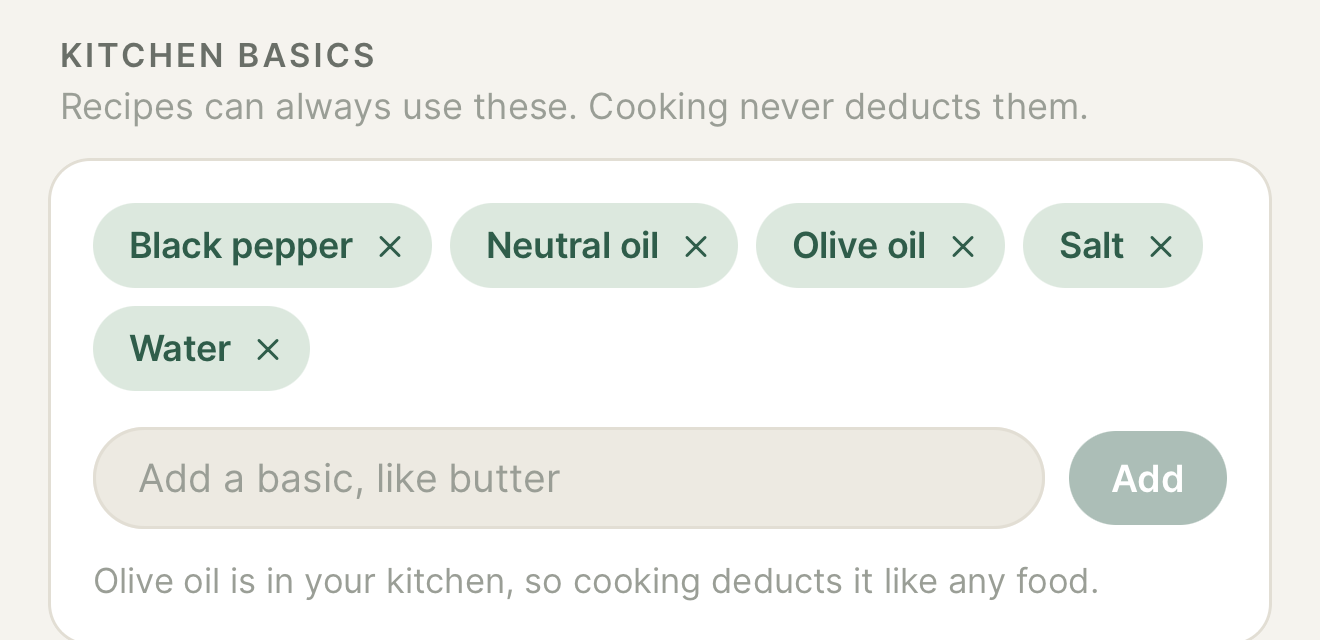 KITCHEN BASICS
Recipes can always use these. Cooking never deducts them.
Black pepper × Neutral oil × Olive oil × Salt ×
Water ×
Add a basic, like butter Add
Olive oil is in your kitchen, so cooking deducts it like any food.